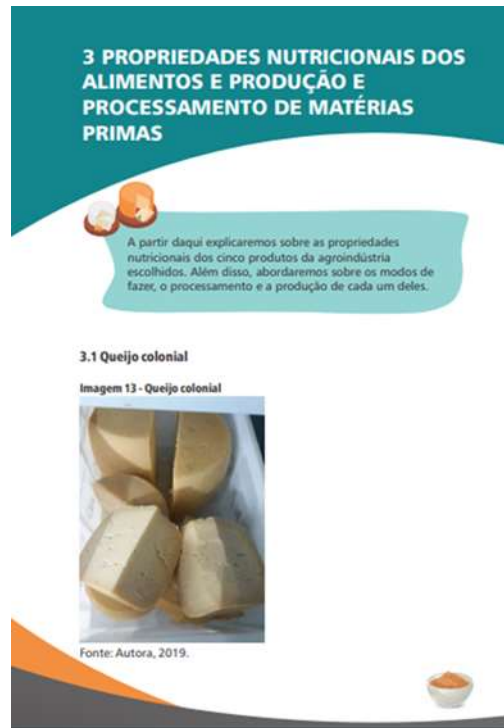 3 PROPRIEDADES NUTRICIONAIS DOS
ALIMENTOS E PRODUÇÃO E
PROCESSAMENTO DE MATÉRIAS
PRIMAS
A partir daqui explicaremos sobre as propriedades
nutricionais dos cinco produtos da agroindústria
escolhidos. Além disso, abordaremos sobre os modos de
fazer, o processamento e a produção de cada um deles.
3.1 Queijo colonial
Imagem 13 - Queijo colonial
Fonte: Autora, 2019.